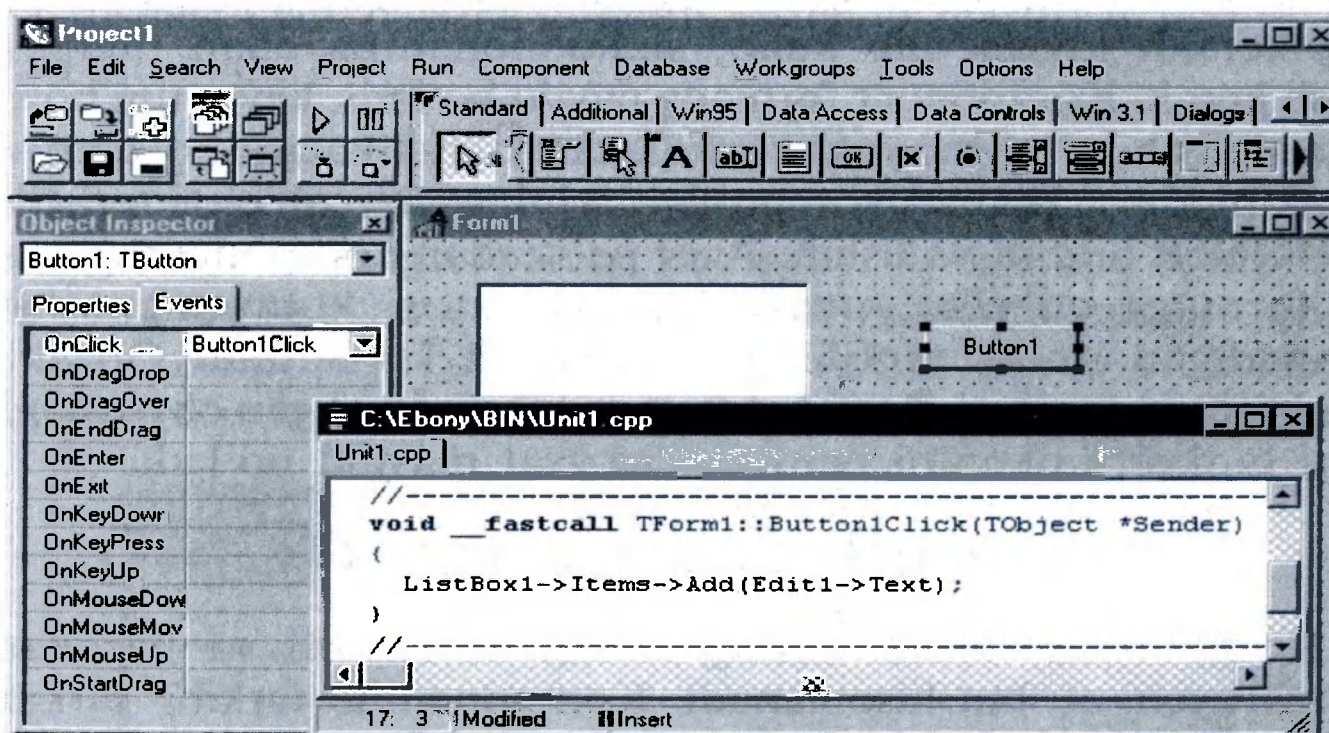 Project1
File Edit Search View Project Run Component Database Workgroups Tools Options Help
Standard Additional Win95 Data Access Data Controls Win 3.1 Dialogs
A ab OK
Object Inspector
Form1
Button1: TButton
Properties Events
OnClick Button1Click
OnDragDrop
OnDragOver
OnEndDrag
OnEnter
OnExit
OnKeyDowr
OnKeyPress
OnKeyUp
OnMouseDow
OnMouseMov
OnMouseUp
OnStartDrag
Button1
C:\Ebony\BIN\Unit1.cpp
Unit1.cpp
//------------------------------------------------------
void __fastcall TForm1::Button1Click(TObject *Sender)
{
ListBox1->Items->Add(Edit1->Text);
}
//------------------------------------------------------
17: 3 Modified Insert